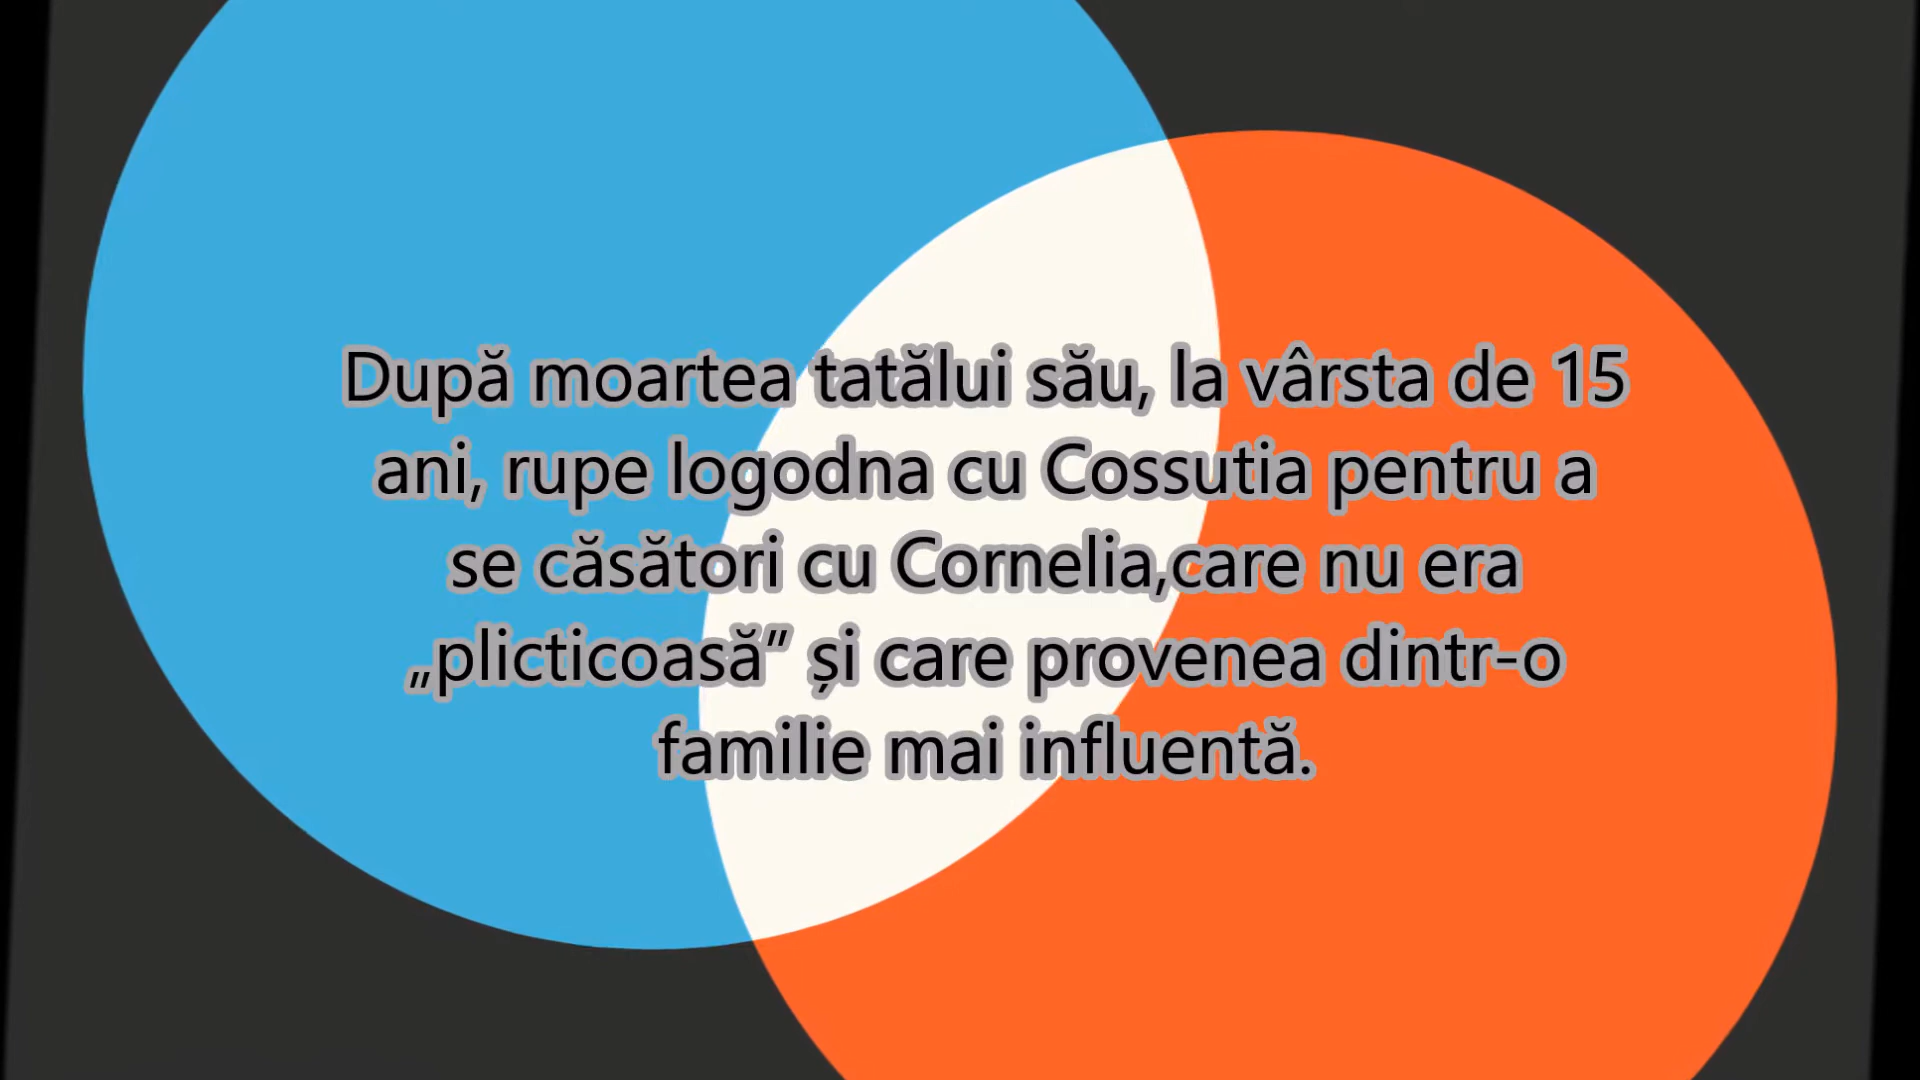 După moartea tatălui său, la vârsta de 15
ani, rupe logodna cu Cossutia pentru a
se căsători cu Cornelia,care nu era
„plicticoasă” și care provenea dintr-o
familie mai influentă.